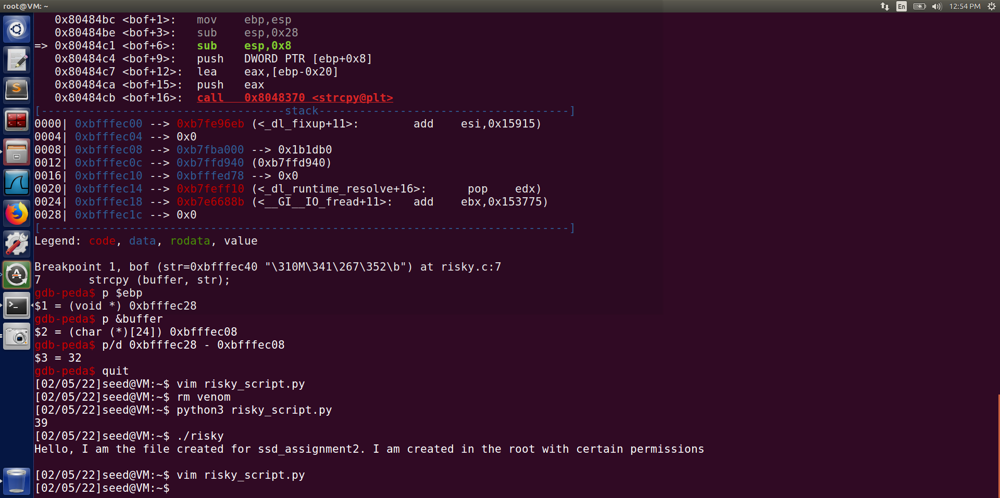 root@VM: ~
En
12:54 PM
0x80484bc <bof+1>: mov ebp,esp
0x80484be <bof+3>: sub esp,0x28
=> 0x80484c1 <bof+6>: sub esp,0x8
0x80484c4 <bof+9>: push DWORD PTR [ebp+0x8]
0x80484c7 <bof+12>: lea eax,[ebp-0x20]
0x80484ca <bof+15>: push eax
0x80484cb <bof+16>: call 0x8048370 <strcpy@plt>
[------------------------------------stack-------------------------------------]
0000| 0xbfffec00 --> 0xb7fe96eb (<_dl_fixup+11>: add esi,0x15915)
0004| 0xbfffec04 --> 0x0
0008| 0xbfffec08 --> 0xb7fba000 --> 0x1b1db0
0012| 0xbfffec0c --> 0xb7ffd940 (0xb7ffd940)
0016| 0xbfffec10 --> 0xbfffed78 --> 0x0
0020| 0xbfffec14 --> 0xb7feff10 (<_dl_runtime_resolve+16>: pop edx)
0024| 0xbfffec18 --> 0xb7e6688b (<__GI__IO_fread+11>: add ebx,0x153775)
0028| 0xbfffec1c --> 0x0
[------------------------------------------------------------------------------]
Legend: code, data, rodata, value
Breakpoint 1, bof (str=0xbfffec40 "\310M\341\267\352\b") at risky.c:7
7 strcpy (buffer, str);
gdb-peda$ p $ebp
$1 = (void *) 0xbfffec28
gdb-peda$ p &buffer
$2 = (char (*)[24]) 0xbfffec08
gdb-peda$ p/d 0xbfffec28 - 0xbfffec08
$3 = 32
gdb-peda$ quit
[02/05/22]seed@VM:~$ vim risky_script.py
[02/05/22]seed@VM:~$ rm venom
[02/05/22]seed@VM:~$ python3 risky_script.py
39
[02/05/22]seed@VM:~$ ./risky
Hello, I am the file created for ssd_assignment2. I am created in the root with certain permissions
[02/05/22]seed@VM:~$ vim risky_script.py
[02/05/22]seed@VM:~$